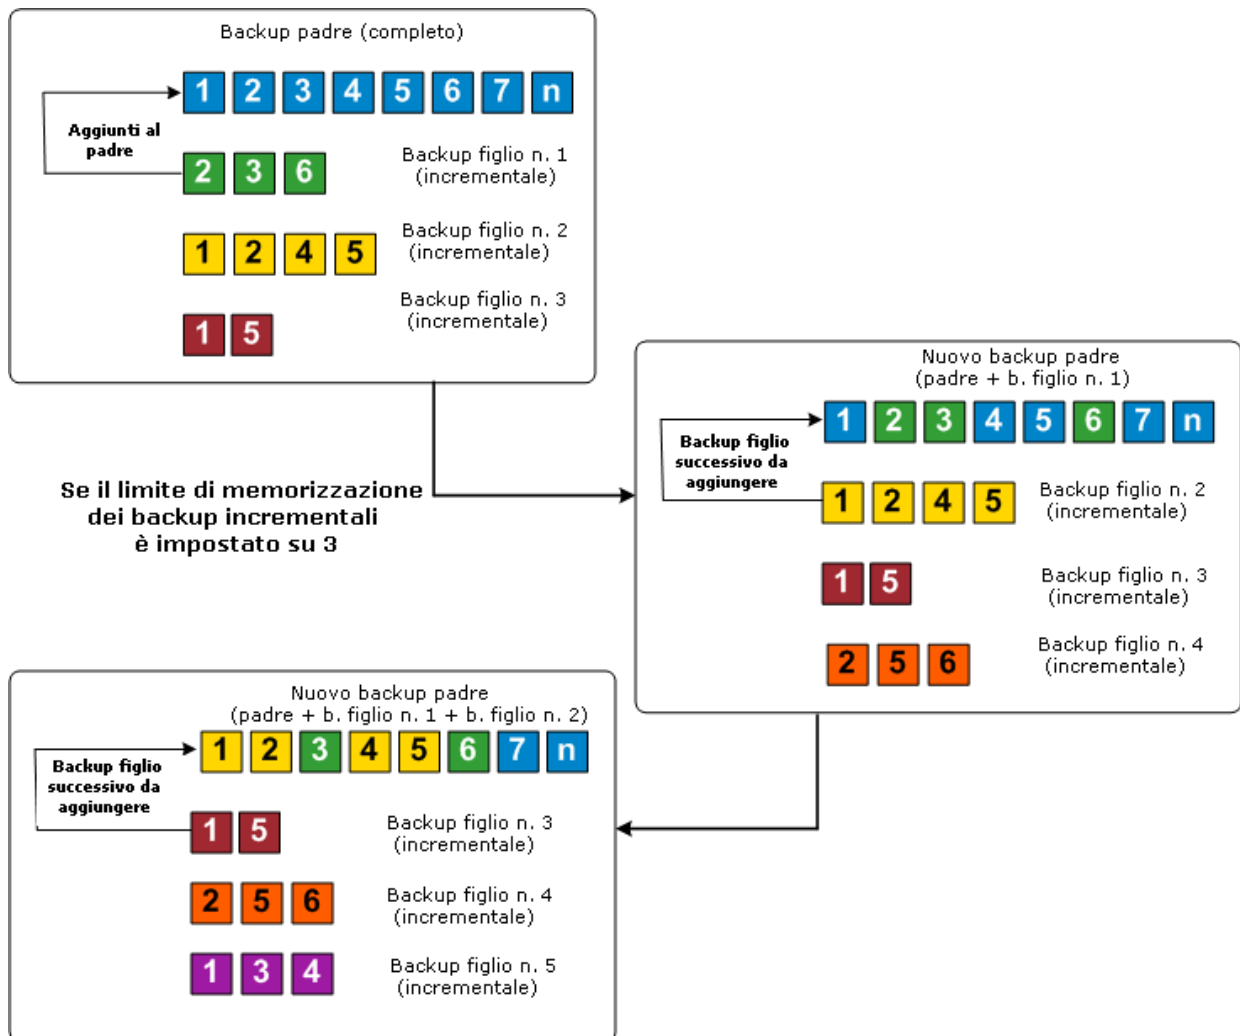 Backup padre (completo)
1 2 3 4 5 6 7 n
Aggiunti al
padre
2 3 6
Backup figlio n. 1
(incrementale)
1 2 4 5
Backup figlio n. 2
(incrementale)
1 5
Backup figlio n. 3
(incrementale)
Se il limite di memorizzazione
dei backup incrementali
è impostato su 3
Nuovo backup padre
(padre + b. figlio n. 1)
1 2 3 4 5 6 7 n
Backup figlio
successivo da
aggiungere
1 2 4 5
Backup figlio n. 2
(incrementale)
1 5
Backup figlio n. 3
(incrementale)
2 5 6
Backup figlio n. 4
(incrementale)
Nuovo backup padre
(padre + b. figlio n. 1 + b. figlio n. 2)
1 2 3 4 5 6 7 n
Backup figlio
successivo da
aggiungere
1 5
Backup figlio n. 3
(incrementale)
2 5 6
Backup figlio n. 4
(incrementale)
1 3 4
Backup figlio n. 5
(incrementale)